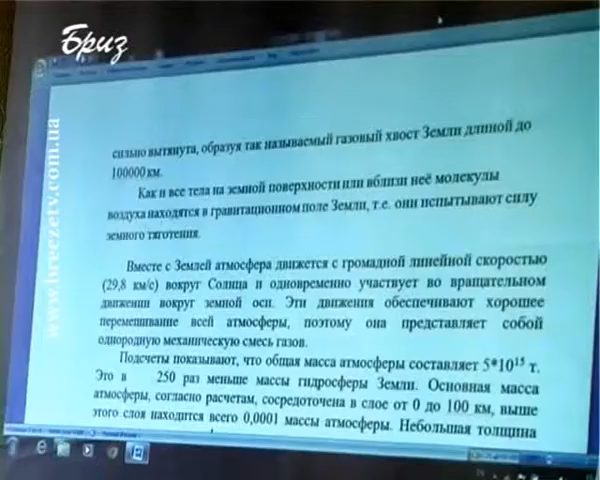 Бриз
www.breezetv.com.ua
сильно вытянута, образуя так называемый газовый хвост Земли длиной до
100000 км.
Как и все тела на земной поверхности или вблизи неё молекулы
воздуха находятся в гравитационном поле Земли, т.е. они испытывают силу
земного тяготения.
Вместе с Землей атмосфера движется с громадной линейной скоростью
(29,8 км/с) вокруг Солнца и одновременно участвует во вращательном
движении вокруг земной оси. Эти движения обеспечивают хорошее
перемешивание всей атмосферы, поэтому она представляет собой
однородную механическую смесь газов.
Подсчеты показывают, что общая масса атмосферы составляет 5*10¹⁵ т.
Это в 250 раз меньше массы гидросферы Земли. Основная масса
атмосферы, согласно расчетам, сосредоточена в слое от 0 до 100 км, выше
этого слоя находится всего 0,0001 массы атмосферы. Небольшая толщина